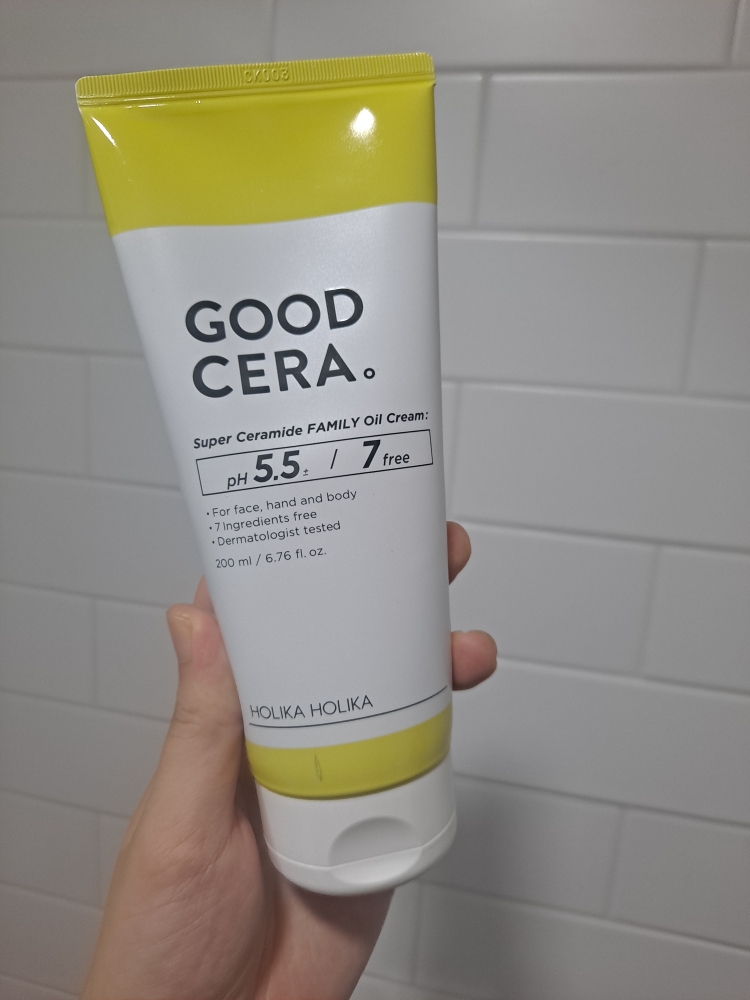 CK003
GOOD
CERA.
Super Ceramide FAMILY Oil Cream:
pH 5.5± / 7 free
• For face, hand and body
• 7 Ingredients free
• Dermatologist tested
200 ml / 6.76 fl. oz.
HOLIKA HOLIKA